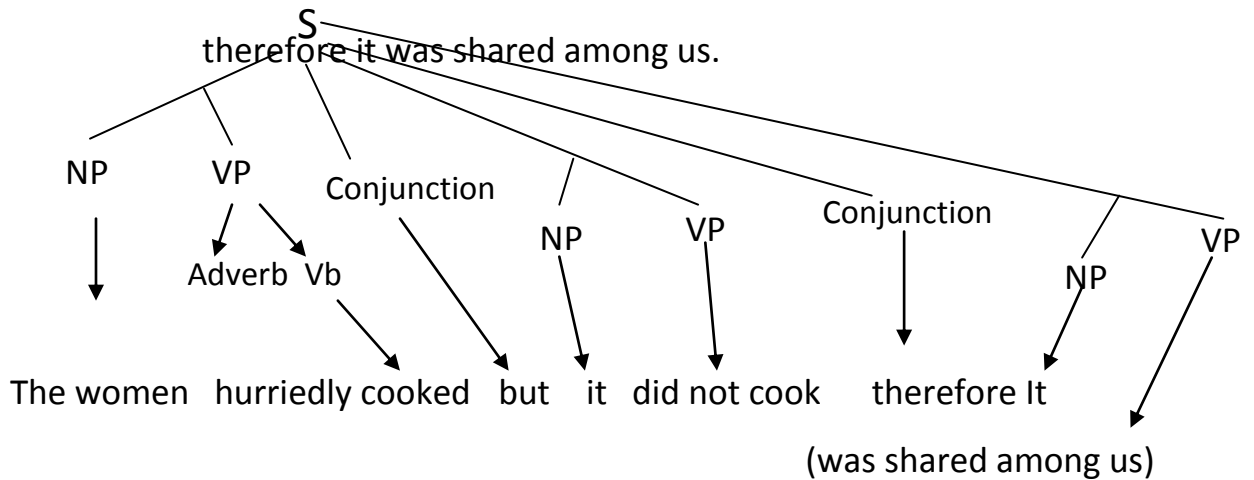 S
therefore it was shared among us.
NP VP Conjunction NP VP Conjunction NP VP
Adverb Vb
The women hurriedly cooked but it did not cook therefore It
(was shared among us)